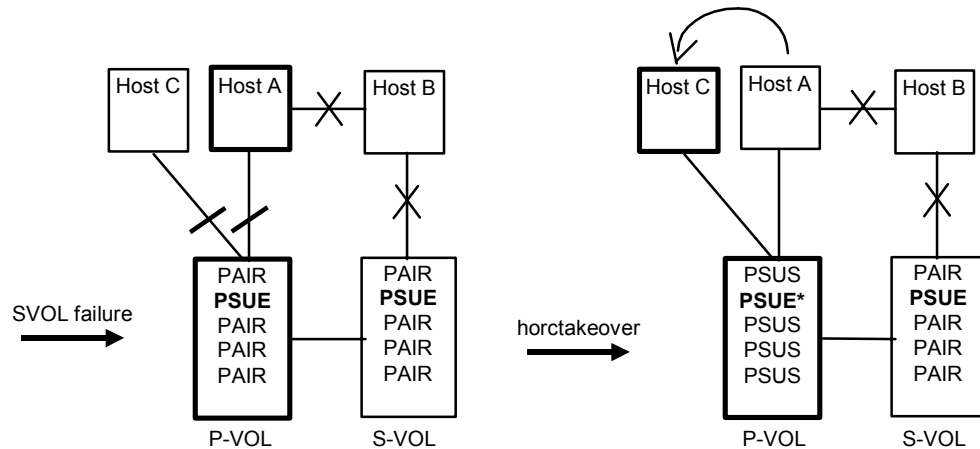 Host C
Host A
Host B
SVOL failure
PAIR
PSUE
PAIR
PAIR
PAIR
P-VOL
PAIR
PSUE
PAIR
PAIR
PAIR
S-VOL
Host C
Host A
Host B
horctakeover
PSUS
PSUE*
PSUS
PSUS
PSUS
P-VOL
PAIR
PSUE
PAIR
PAIR
PAIR
S-VOL